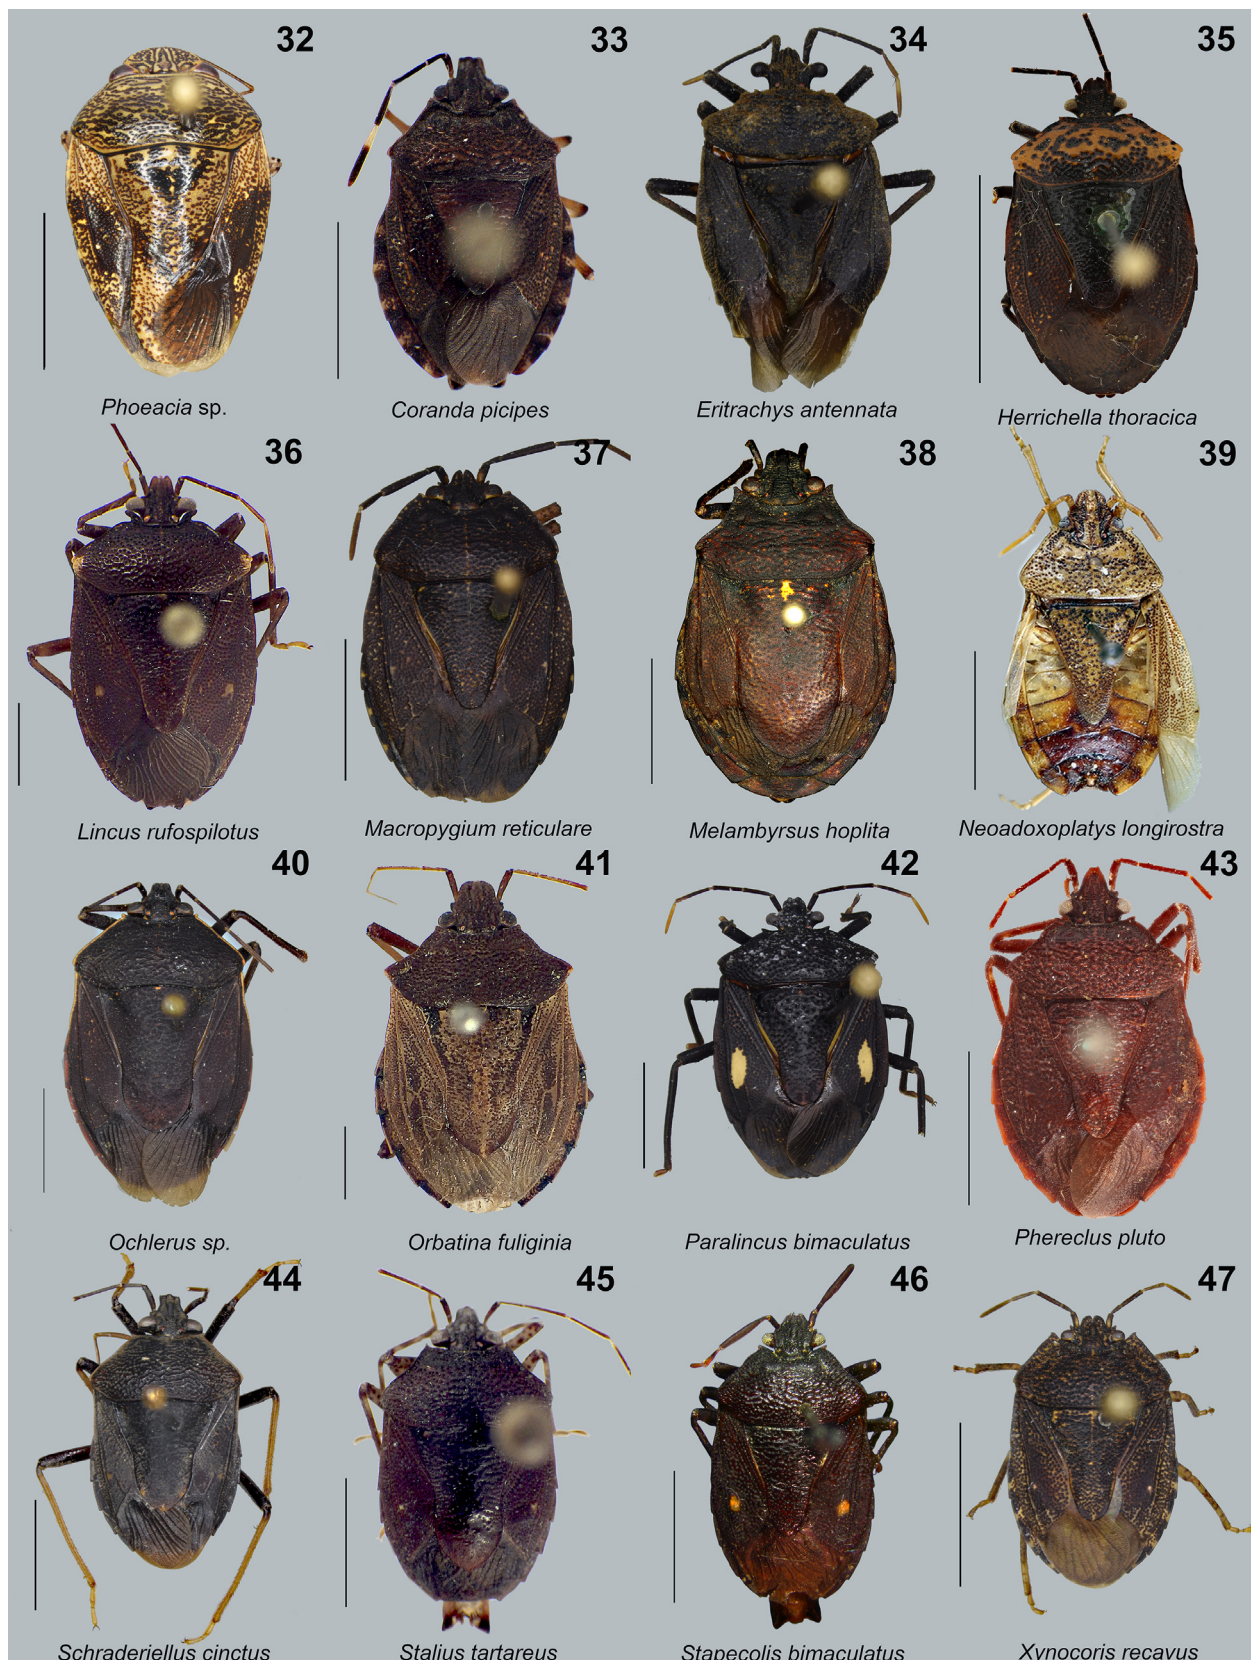 32 33 34 35
Phoeacia sp. Coranda picipes Eritrachys antennata Herrichella thoracica
36 37 38 39
Lincus rufospilotus Macropygium reticulare Melambyrsus hoplita Neoadoxoplatys longirostra
40 41 42 43
Ochlerus sp. Orbatina fuliginia Paralincus bimaculatus Phereclus pluto
44 45 46 47
Schraderiellus cinctus Stalius tartareus Stapecolis bimaculatus Xynocoris recavus